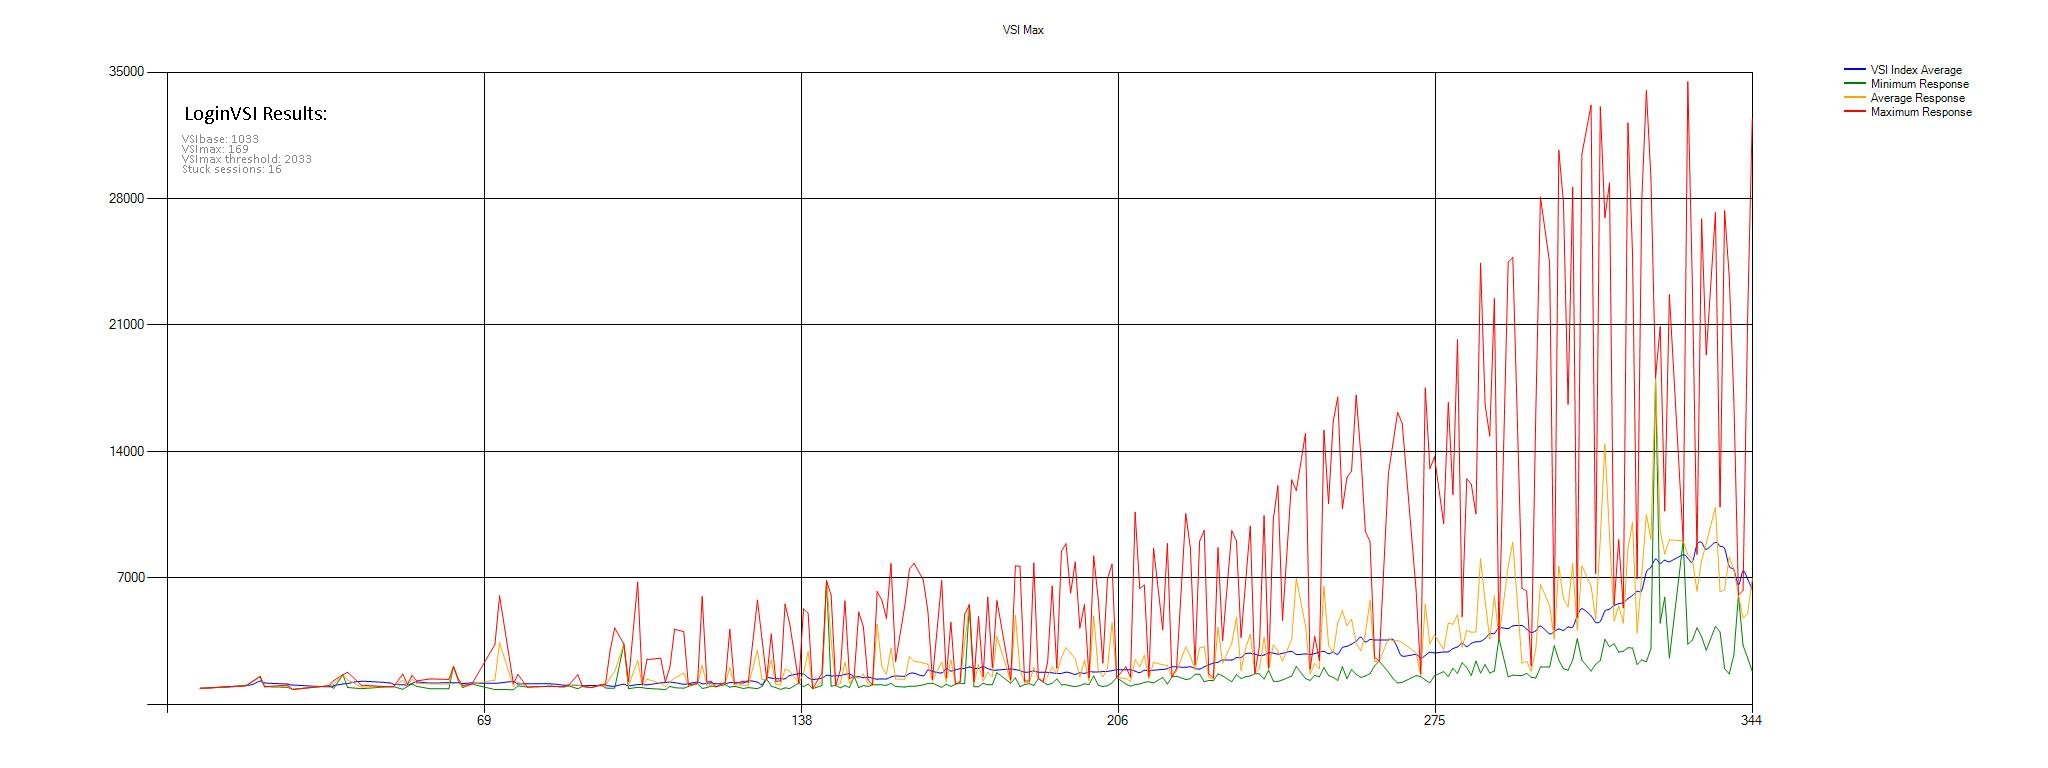 VSI Max
35000
28000
21000
14000
7000
LoginVSI Results:
VSIbase: 1033
VSImax: 169
VSImax threshold: 2033
Stuck sessions: 16
VSI Index Average
Minimum Response
Average Response
Maximum Response
69
138
206
275
344